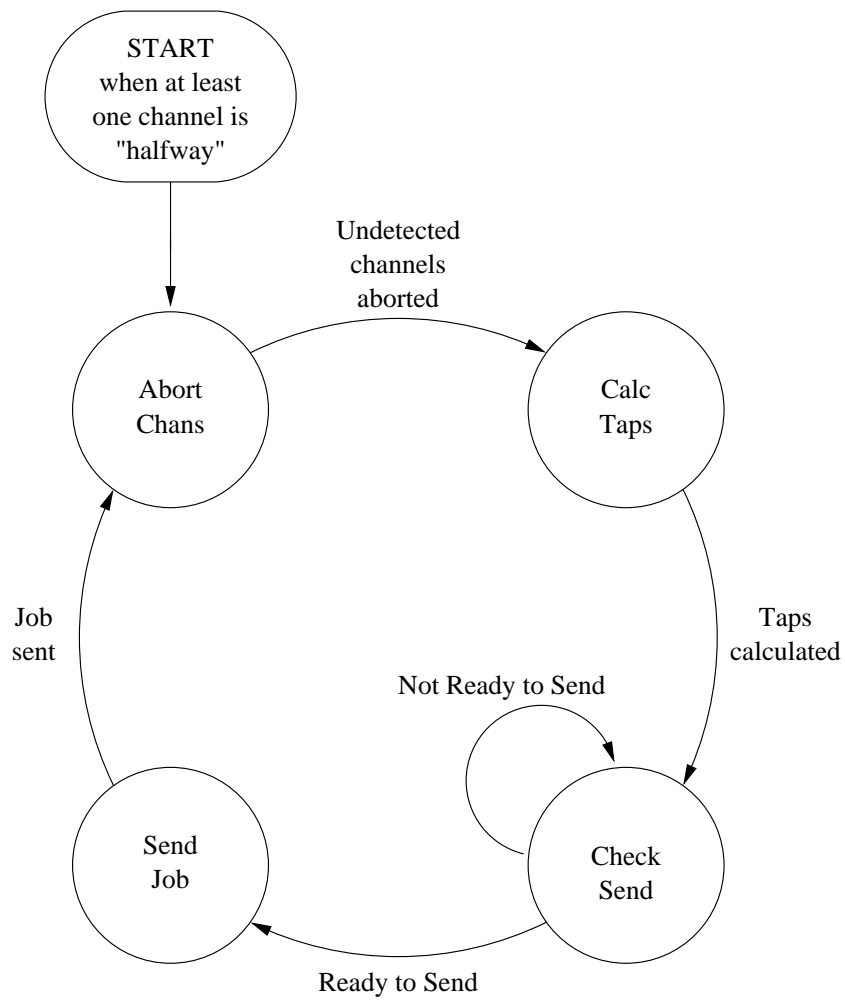 START
when at least
one channel is
"halfway"
Undetected
channels
aborted
Abort
Chans
Calc
Taps
Job
sent
Taps
calculated
Not Ready to Send
Send
Job
Check
Send
Ready to Send